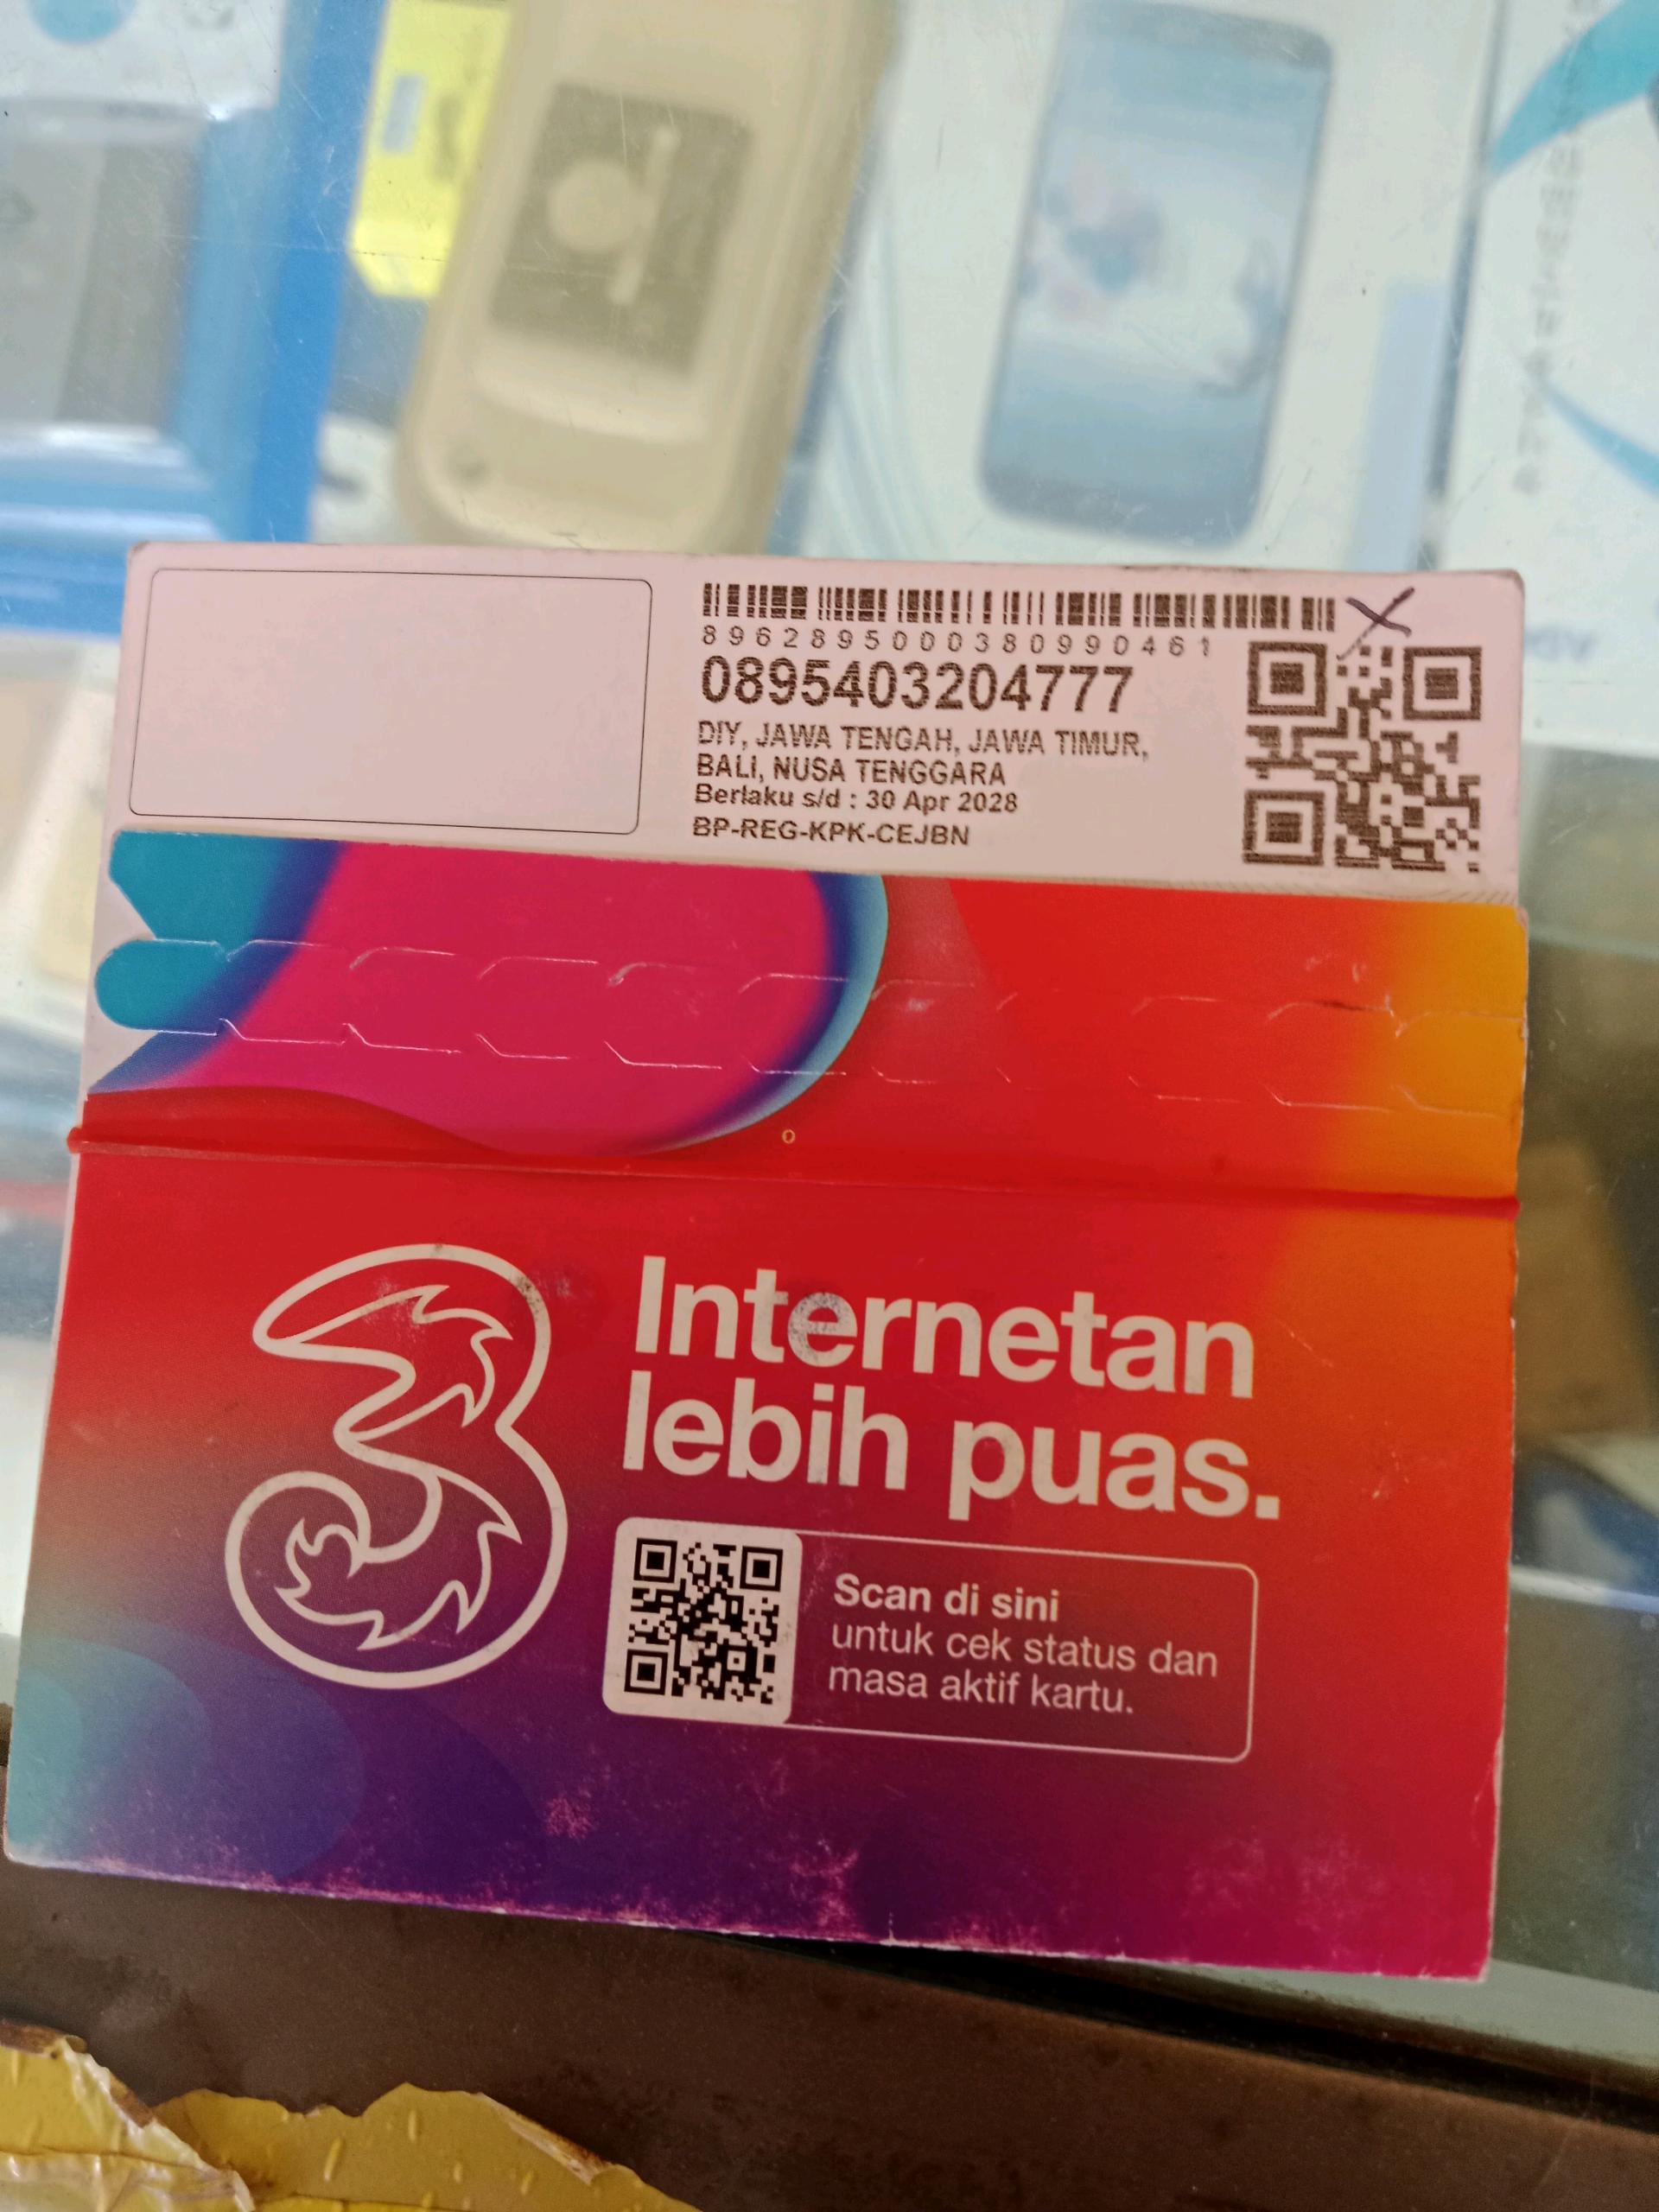 8962895000380990461
0895403204777
DIY, JAWA TENGAH, JAWA TIMUR,
BALI, NUSA TENGGARA
Berlaku s/d : 30 Apr 2028
BP-REG-KPK-CEJBN
3
Internetan
lebih puas.
Scan di sini
untuk cek status dan
masa aktif kartu.